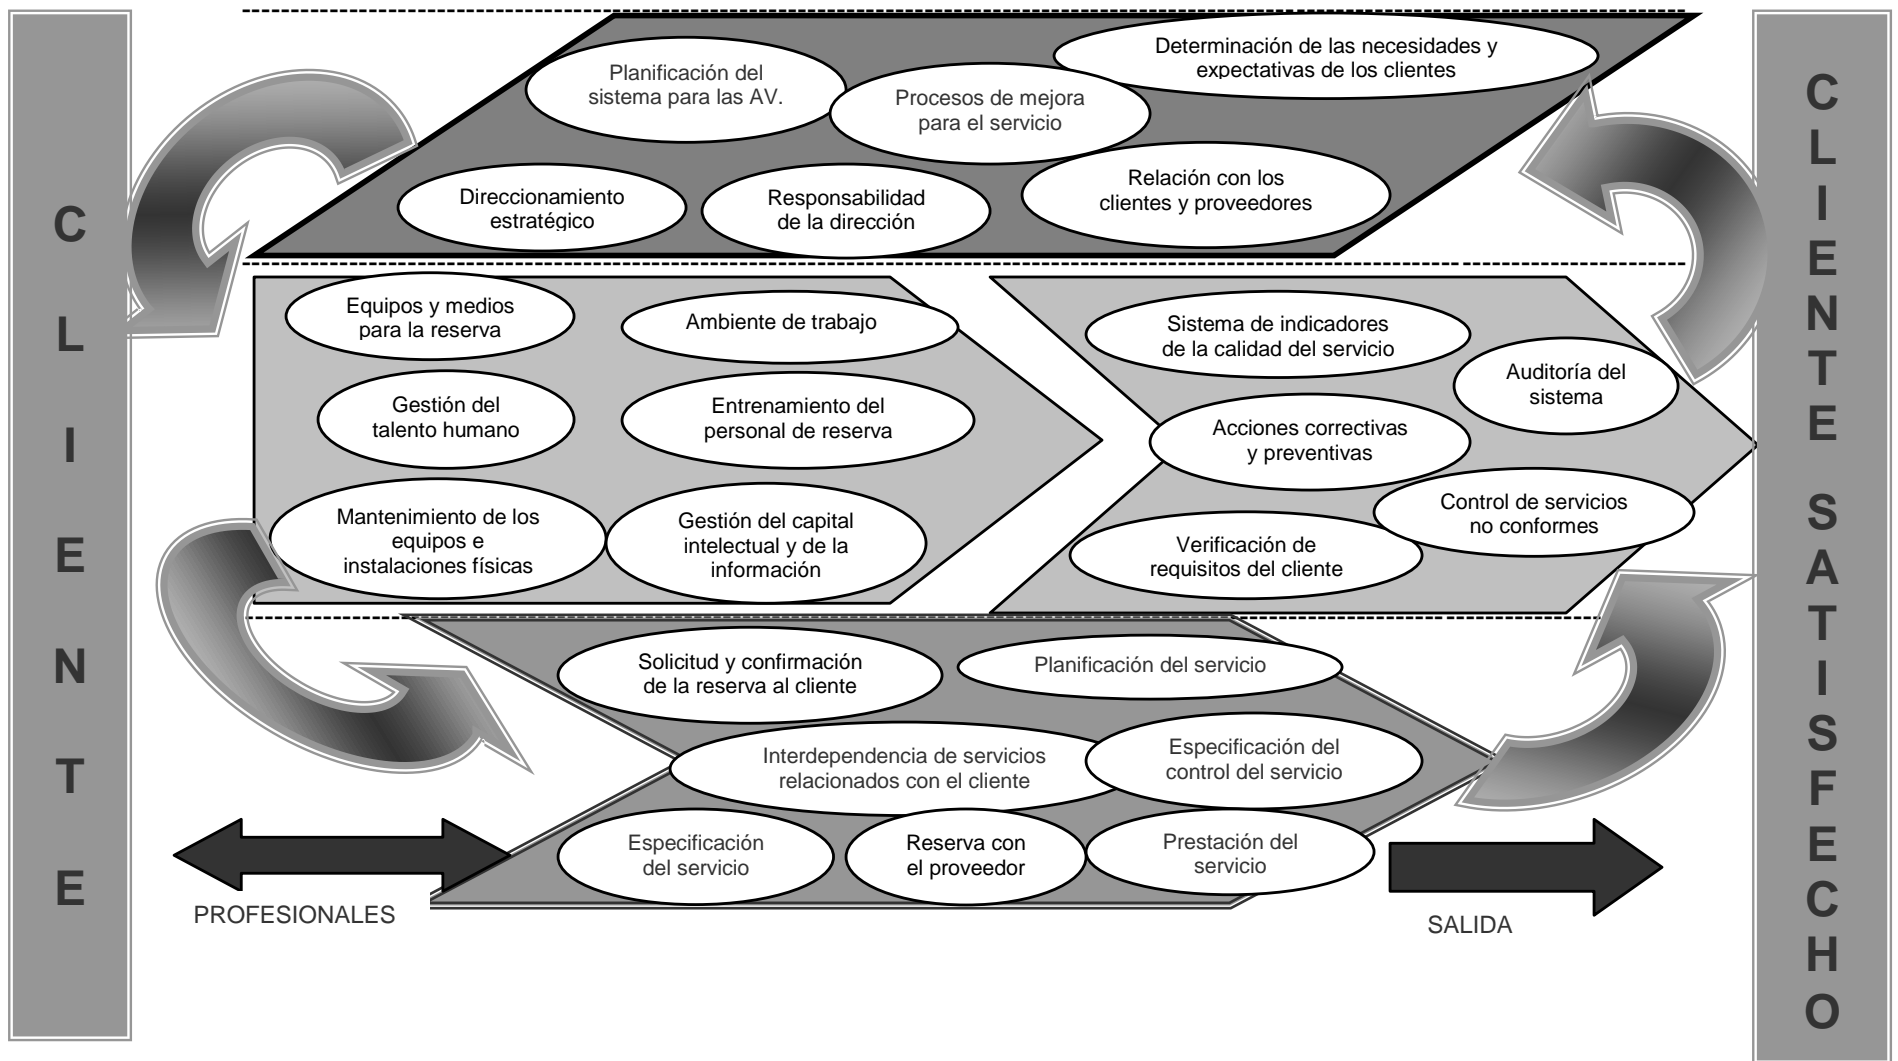 CLIENTE
Determinación de las necesidades y
expectativas de los clientes
Planificación del
sistema para las AV.
Procesos de mejora
para el servicio
Direccionamiento
estratégico
Responsabilidad
de la dirección
Relación con los
clientes y proveedores
Equipos y medios
para la reserva
Ambiente de trabajo
Gestión del
talento humano
Entrenamiento del
personal de reserva
Mantenimiento de los
equipos e
instalaciones físicas
Gestión del capital
intelectual y de la
información
Sistema de indicadores
de la calidad del servicio
Auditoría del
sistema
Acciones correctivas
y preventivas
Control de servicios
no conformes
Verificación de
requisitos del cliente
Solicitud y confirmación
de la reserva al cliente
Planificación del servicio
Interdependencia de servicios
relacionados con el cliente
Especificación del
control del servicio
Especificación
del servicio
Reserva con
el proveedor
Prestación del
servicio
PROFESIONALES
SALIDA
CLIENTE SATISFECHO